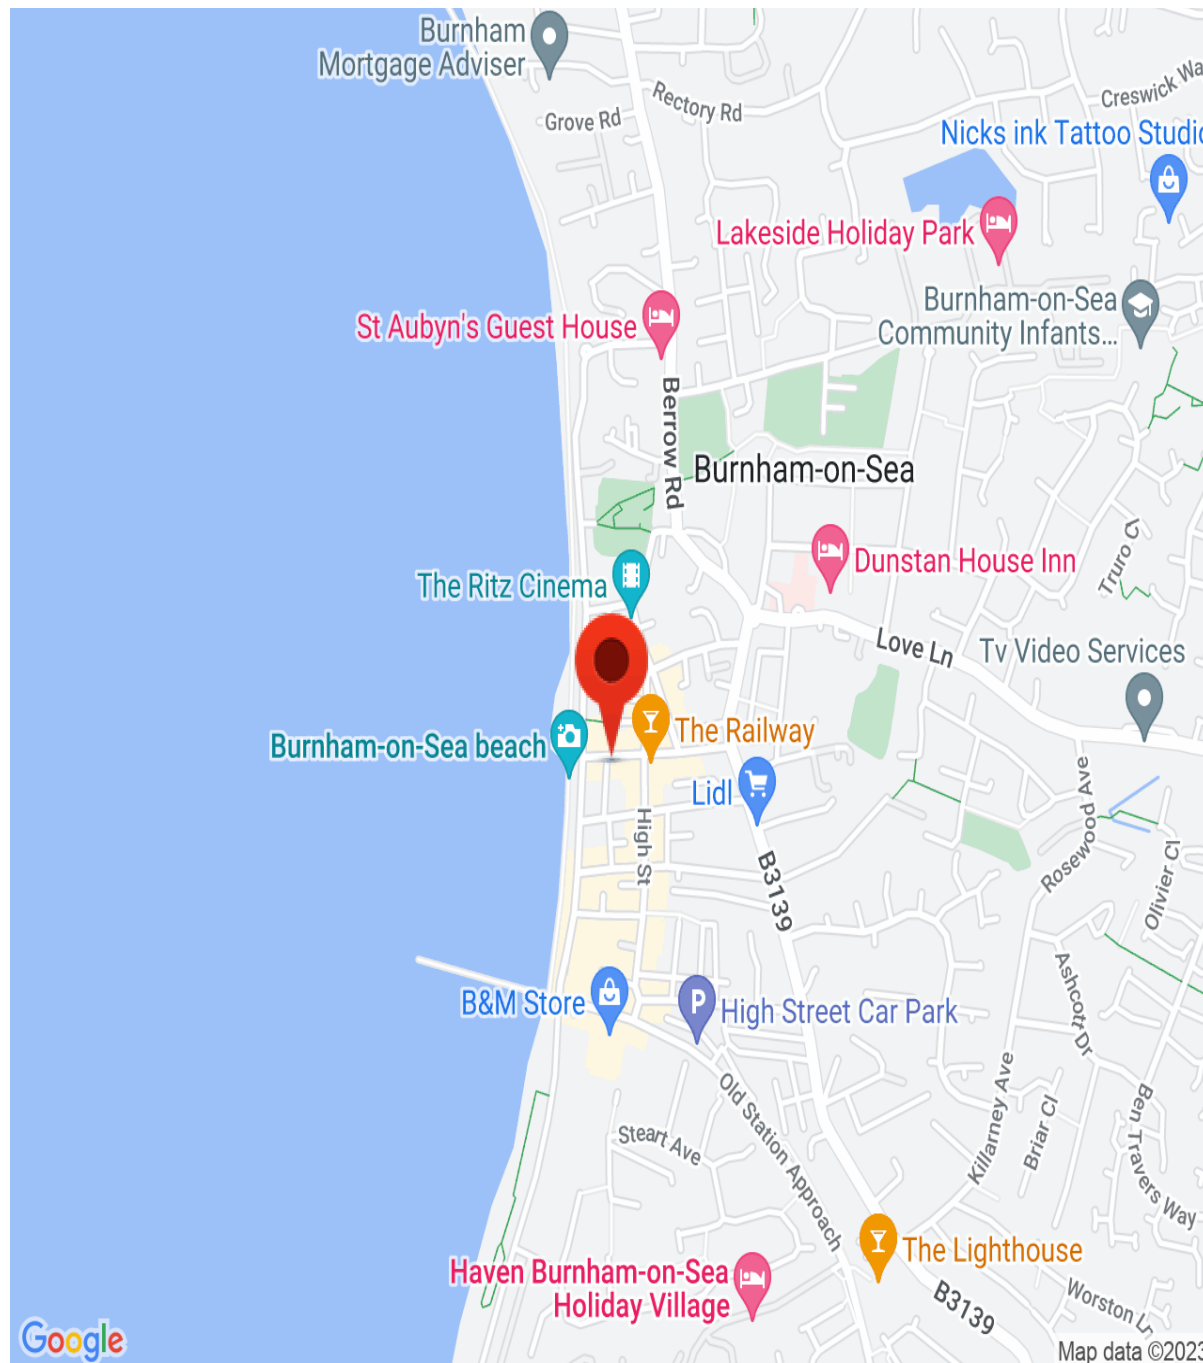 Burnham
Mortgage Adviser
Rectory Rd
Creswick Wa
Grove Rd
Nicks ink Tattoo Studio
Lakeside Holiday Park
Burnham-on-Sea
Community Infants...
St Aubyn's Guest House
Berrow Rd
Burnham-on-Sea
Truro Cl
Dunstan House Inn
The Ritz Cinema
Love Ln
Tv Video Services
The Railway
Burnham-on-Sea beach
Lidl
High St
Rosewood Ave
B3139
Olivier Cl
Ashcott Dr
B&M Store
P
High Street Car Park
Old Station Approach
Killarney Ave
Briar Cl
Ben Travers Way
Steart Ave
The Lighthouse
Haven Burnham-on-Sea
Holiday Village
B3139
Worston Ln
Google
Map data ©2023